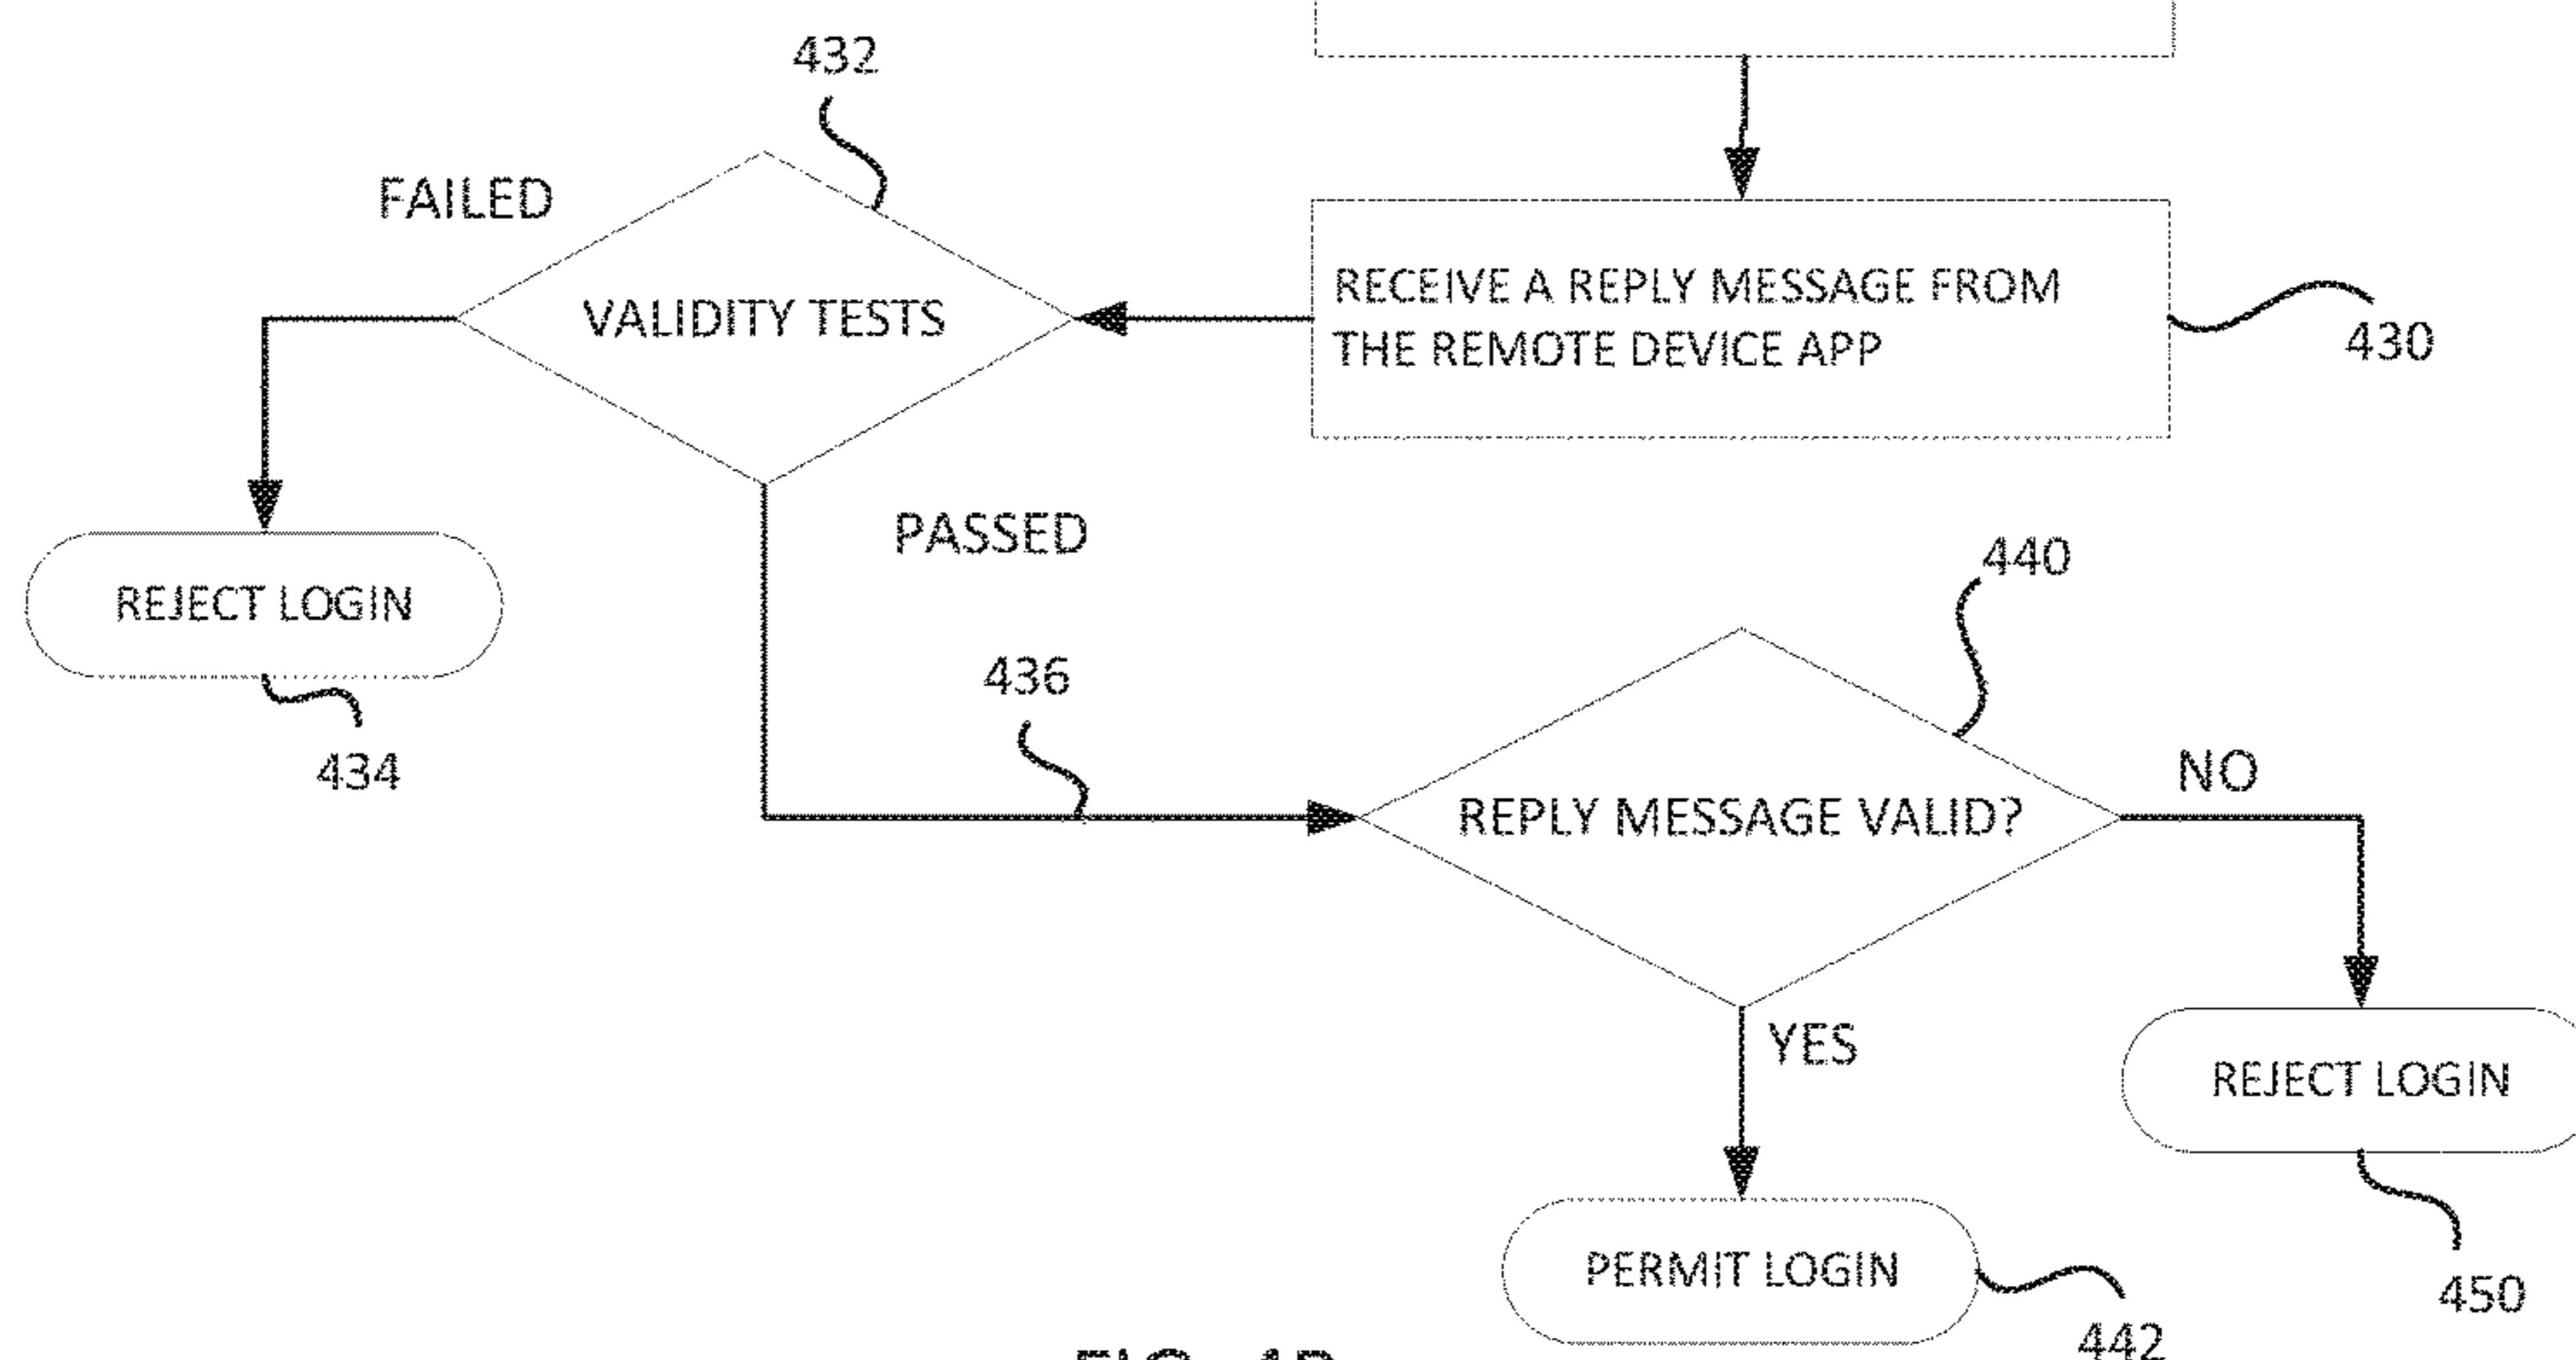 432
FAILED
VALIDITY TESTS
RECEIVE A REPLY MESSAGE FROM
THE REMOTE DEVICE APP
430
PASSED
REJECT LOGIN
434
436
440
REPLY MESSAGE VALID?
NO
YES
REJECT LOGIN
450
PERMIT LOGIN
442